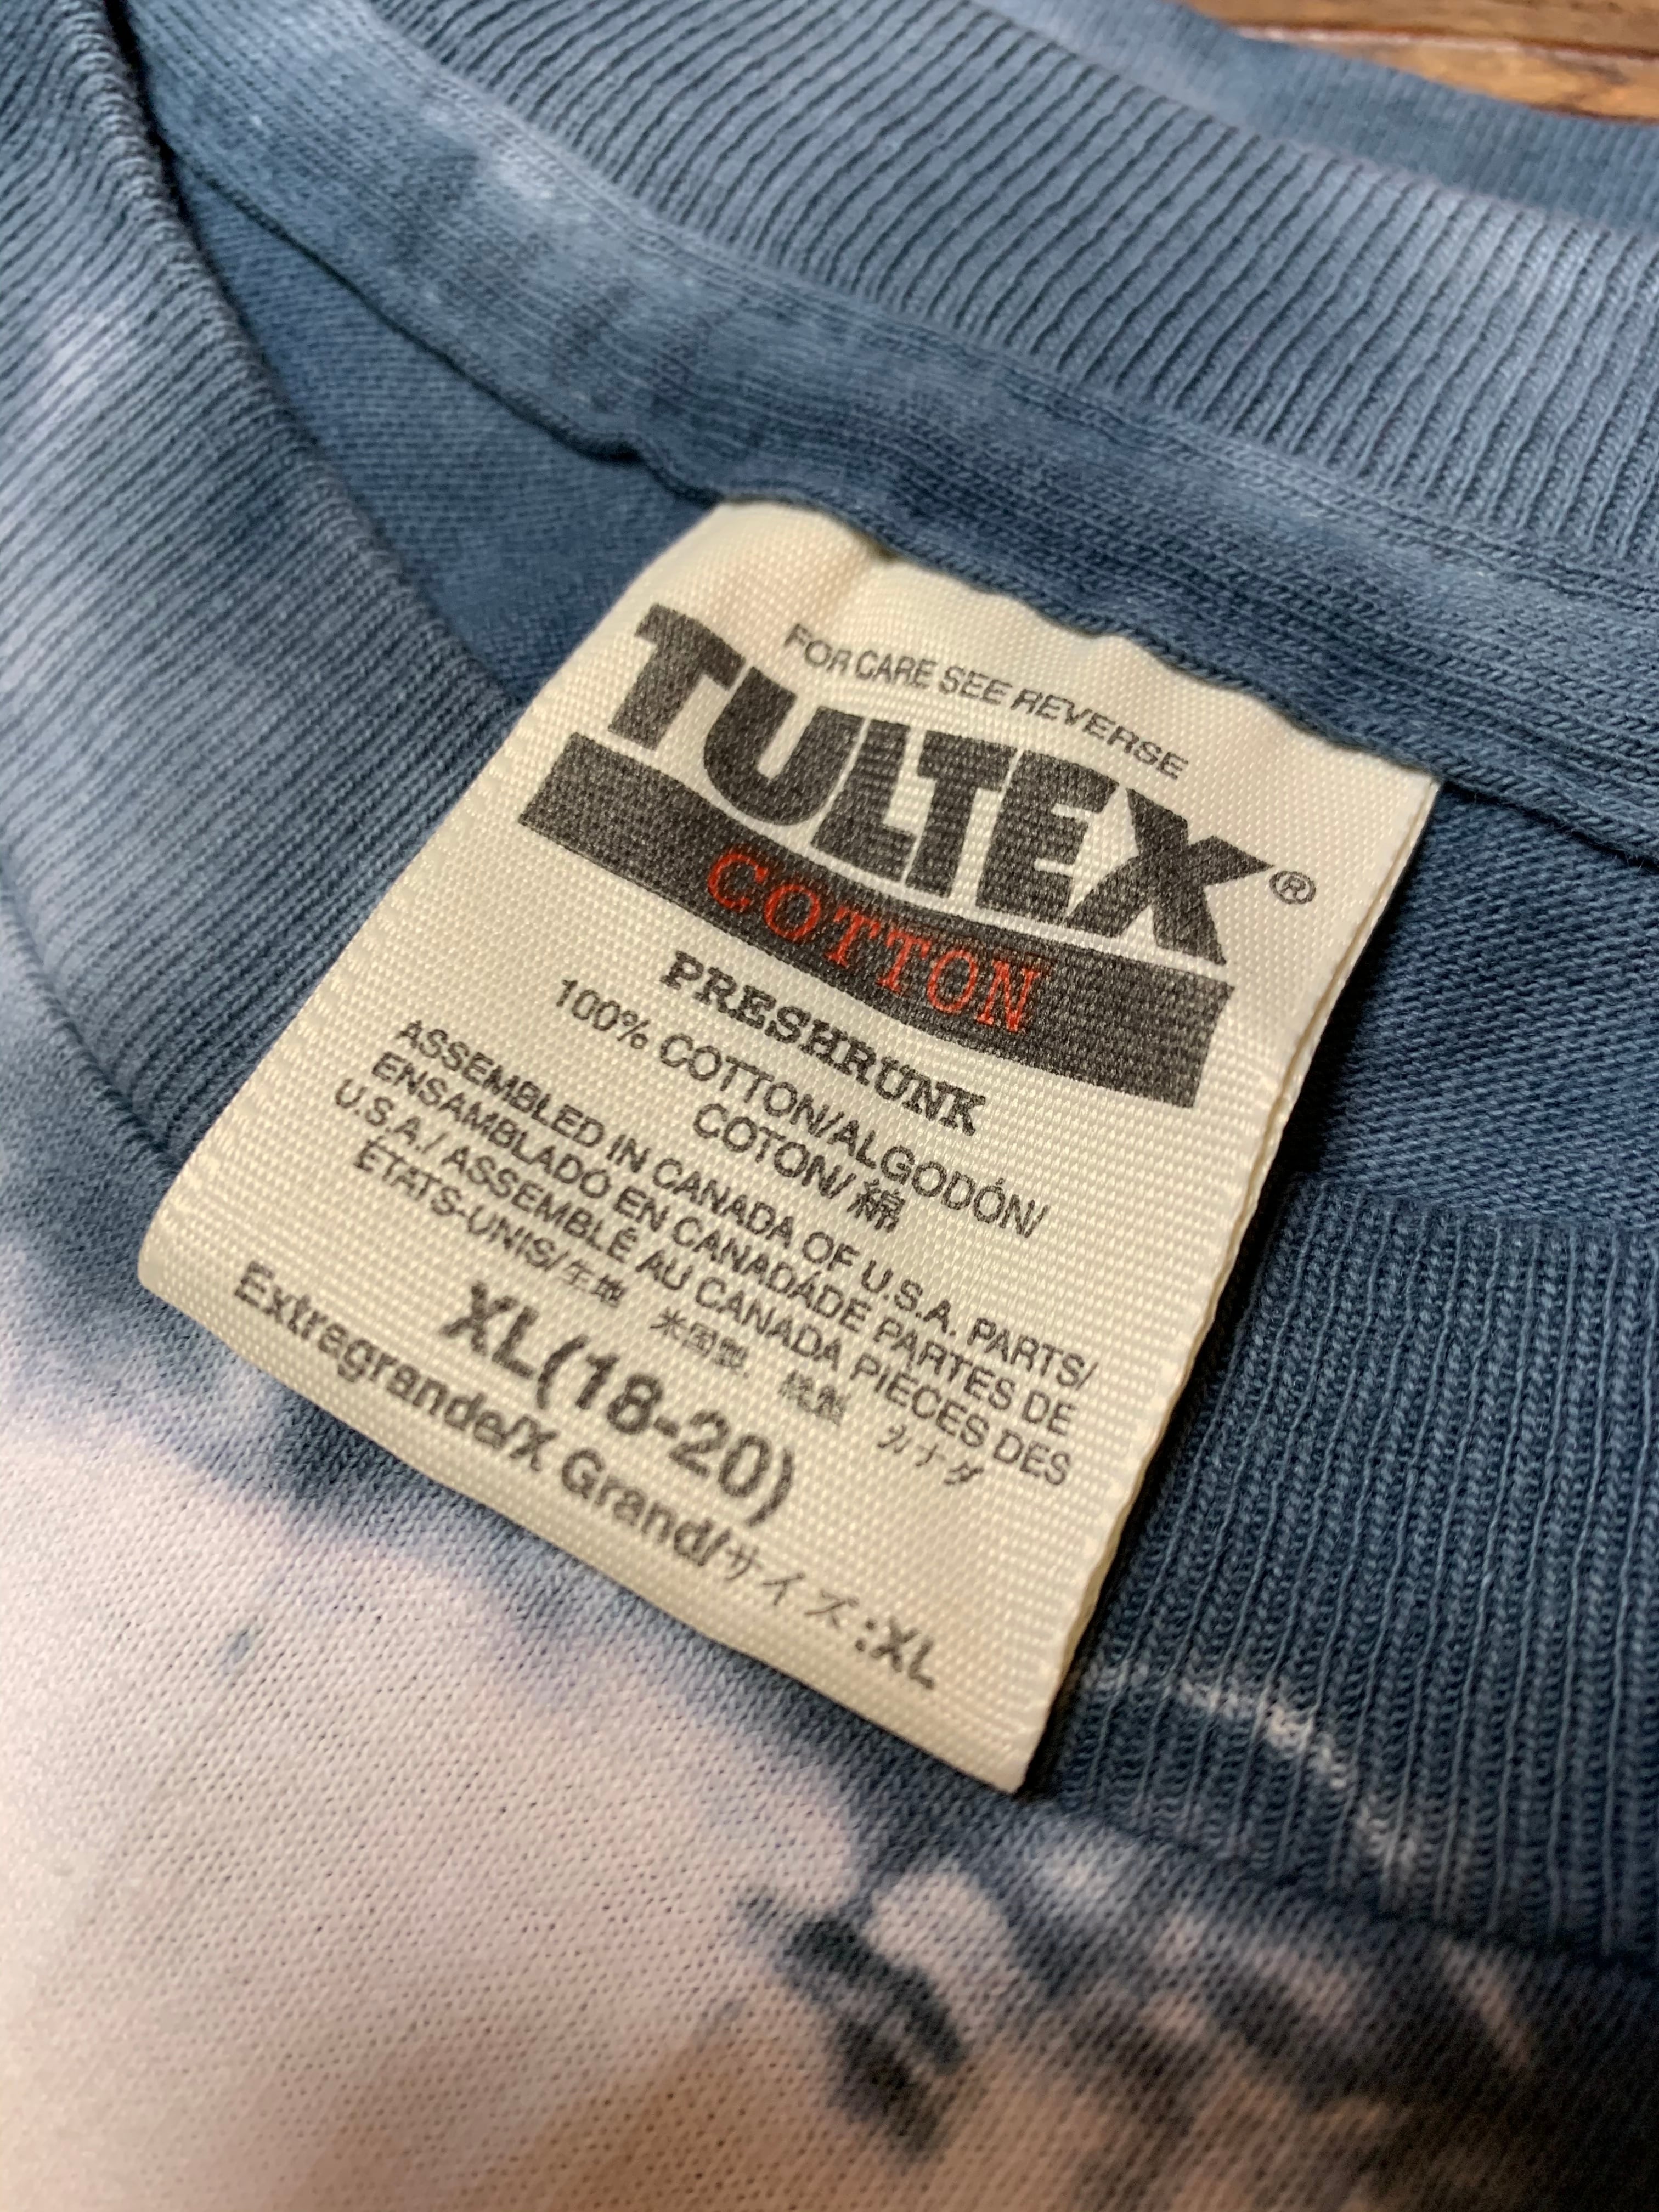 FOR CARE SEE REVERSE
TULTEX®
COTTON
PRESHRUNK
100% COTTON/ALGODÓN/
COTON/綿
ASSEMBLED IN CANADA OF U.S.A. PARTS/
ENSAMBLADO EN CANADÁDE PARTES DE
U.S.A./ ASSEMBLÉ AU CANADA PIECES DES
ÉTATS-UNIS/生地 米国製. 縫製 カナダ
XL(18-20)
Extragrande/X Grand/サイズ:XL